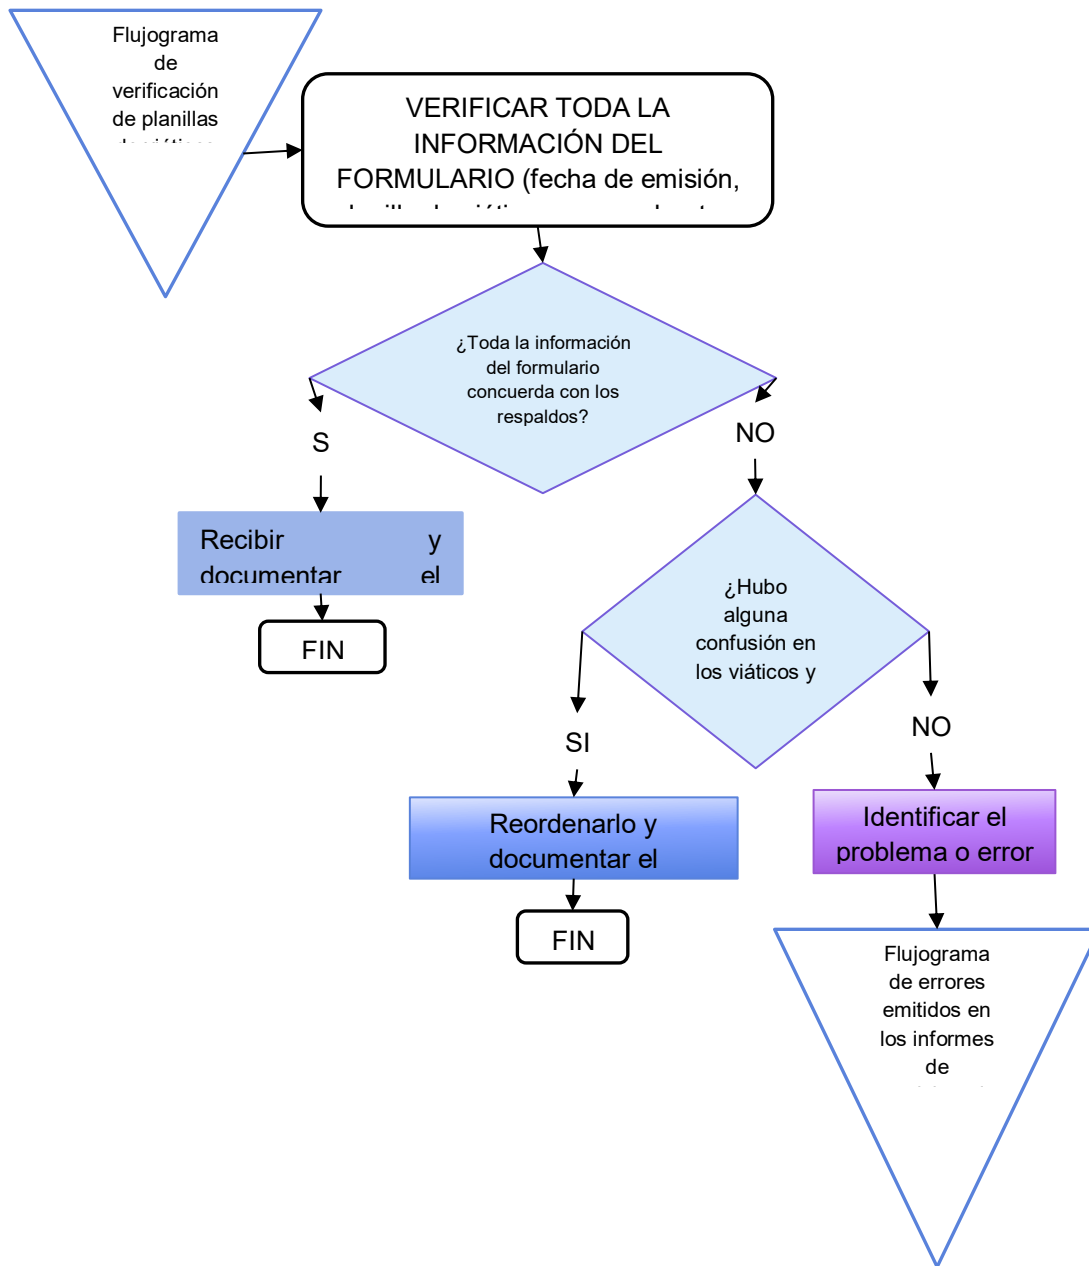 Flujograma
de
verificación
de planillas
VERIFICAR TODA LA
INFORMACIÓN DEL
FORMULARIO (fecha de emisión,
¿Toda la información
del formulario
concuerda con los
respaldos?
S
NO
Recibir y
documentar el
FIN
¿Hubo
alguna
confusión en
los viáticos y
SI
NO
Reordenarlo y
documentar el
Identificar el
problema o error
FIN
Flujograma
de errores
emitidos en
los informes
de